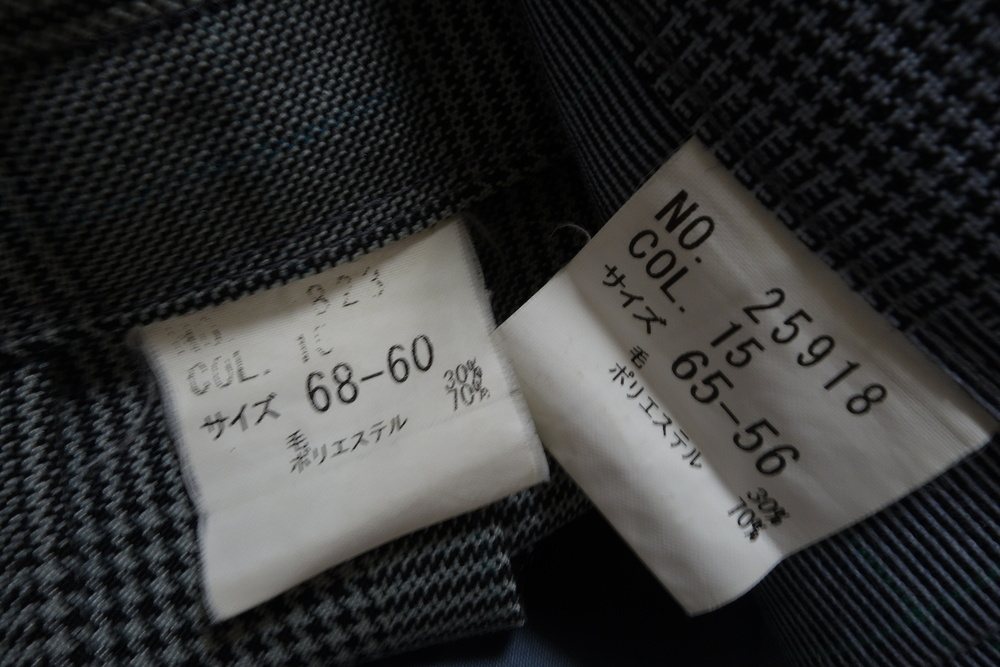 COL.
サイズ 68-60
毛 30%
ポリエステル 70%
NO. 25918
COL. 15
サイズ 65-56
毛 30%
ポリエステル 70%